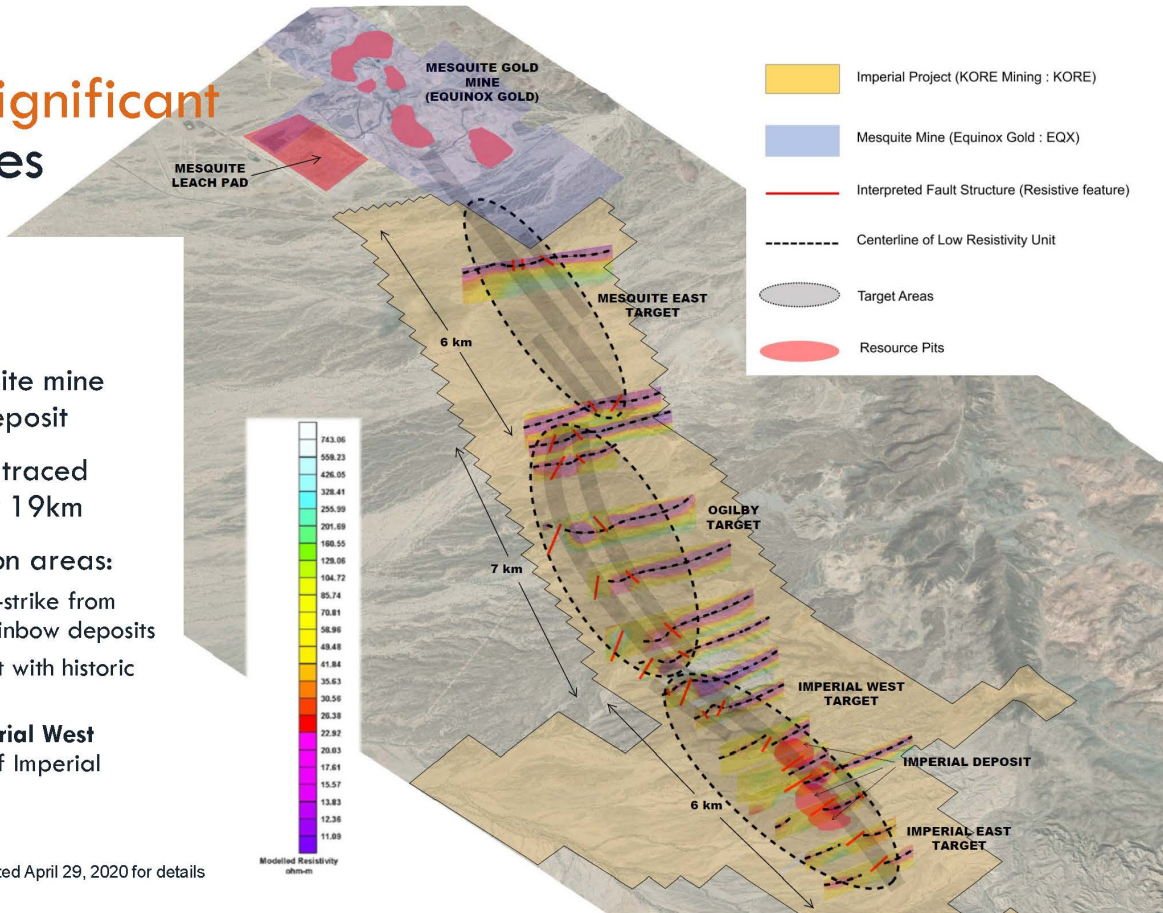 ignificant
es
ite mine
eposit
traced
19km
on areas:
-strike from
inbow deposits
t with historic
rial West
f Imperial
ted April 29, 2020 for details
MESQUITE GOLD
MINE
(EQUINOX GOLD)
MESQUITE
LEACH PAD
MESQUITE EAST
TARGET
6 km
OGILBY
TARGET
7 km
IMPERIAL WEST
TARGET
IMPERIAL DEPOSIT
6 km
IMPERIAL EAST
TARGET
Imperial Project (KORE Mining : KORE)
Mesquite Mine (Equinox Gold : EQX)
Interpreted Fault Structure (Resistive feature)
Centerline of Low Resistivity Unit
Target Areas
Resource Pits
743.06
559.23
426.05
328.41
255.99
201.69
160.55
129.06
104.72
85.74
70.81
58.96
49.48
41.84
35.63
30.56
26.38
22.92
20.03
17.61
15.57
13.83
12.36
11.09
Modelled Resistivity
ohm-m